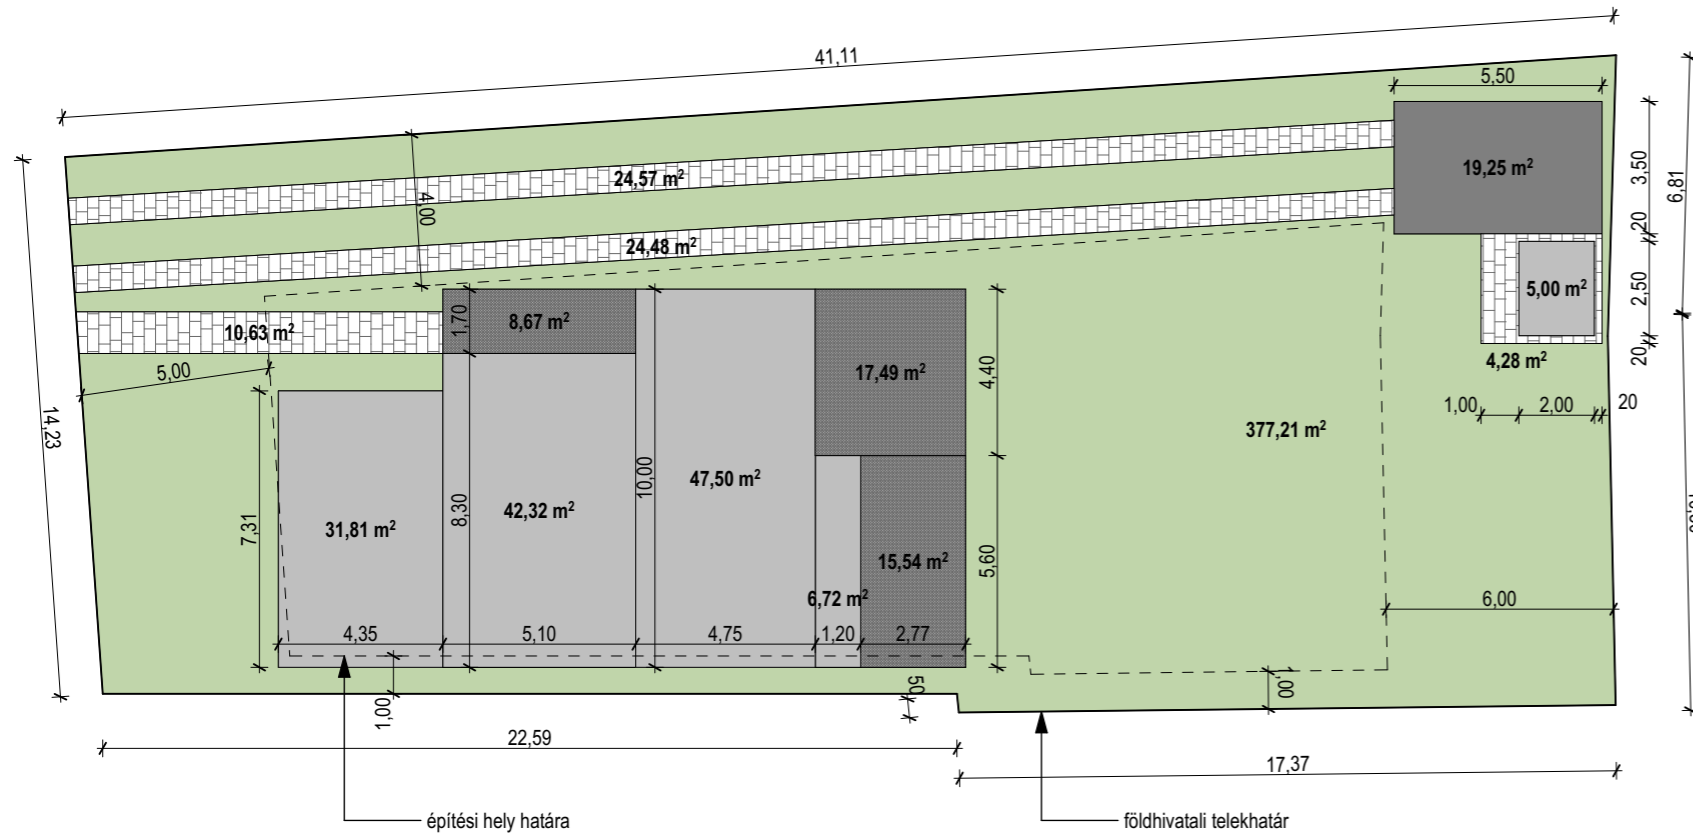 41,11
5,50
24,57 m²
19,25 m²
3,50
6,81
4,00
24,48 m²
20
2,50
5,00 m²
10,63 m²
1,70
8,67 m²
5,00
17,49 m²
4,40
20
4,28 m²
14,23
1,00
2,00
20
377,21 m²
7,31
8,30
10,00
47,50 m²
31,81 m²
42,32 m²
5,60
15,54 m²
6,72 m²
6,00
4,35
5,10
4,75
1,20
2,77
1,00
50
,00
22,59
17,37
építési hely határa
földhivatali telekhatár